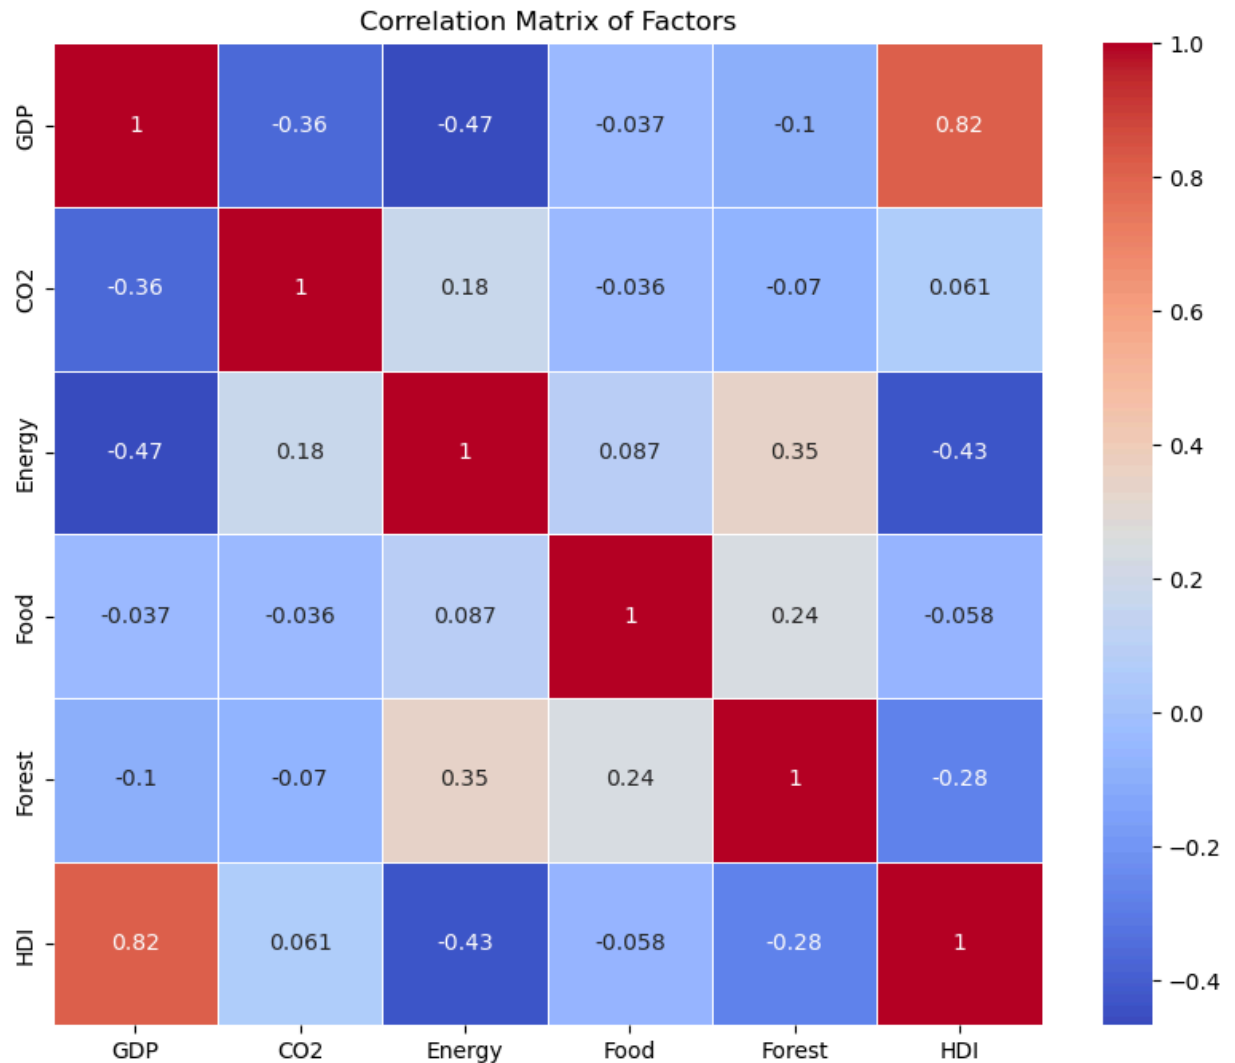 Correlation Matrix of Factors
GDP 1 -0.36 -0.47 -0.037 -0.1 0.82
CO2 -0.36 1 0.18 -0.036 -0.07 0.061
Energy -0.47 0.18 1 0.087 0.35 -0.43
Food -0.037 -0.036 0.087 1 0.24 -0.058
Forest -0.1 -0.07 0.35 0.24 1 -0.28
HDI 0.82 0.061 -0.43 -0.058 -0.28 1
GDP CO2 Energy Food Forest HDI
1.0
0.8
0.6
0.4
0.2
0.0
−0.2
−0.4